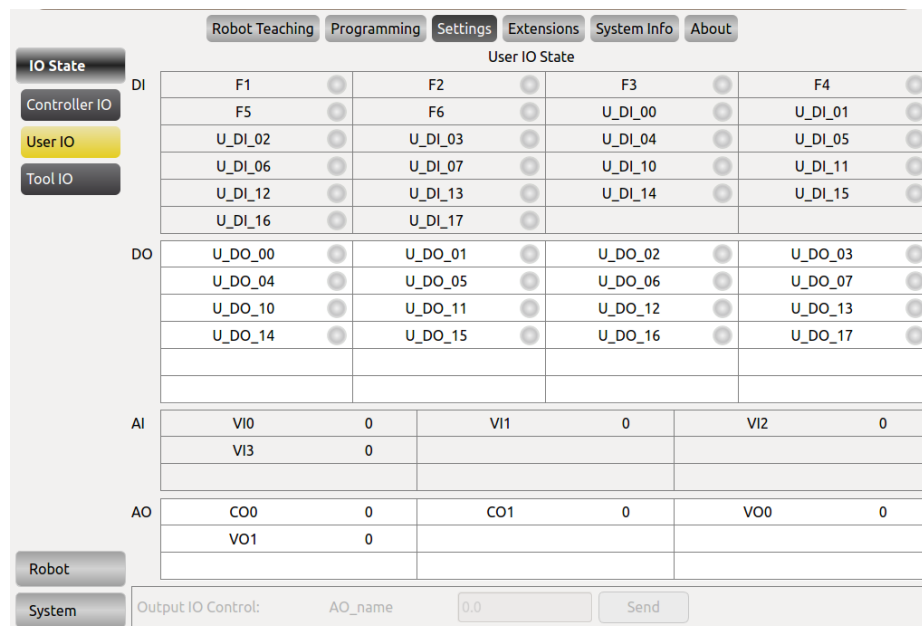 Robot Teaching Programming Settings Extensions System Info About
User IO State
IO State
Controller IO
User IO
Tool IO
DI F1 F2 F3 F4
F5 F6 U_DI_00 U_DI_01
U_DI_02 U_DI_03 U_DI_04 U_DI_05
U_DI_06 U_DI_07 U_DI_10 U_DI_11
U_DI_12 U_DI_13 U_DI_14 U_DI_15
U_DI_16 U_DI_17
DO U_DO_00 U_DO_01 U_DO_02 U_DO_03
U_DO_04 U_DO_05 U_DO_06 U_DO_07
U_DO_10 U_DO_11 U_DO_12 U_DO_13
U_DO_14 U_DO_15 U_DO_16 U_DO_17
AI VI0 0 VI1 0 VI2 0
VI3 0
AO CO0 0 CO1 0 VO0 0
VO1 0
Robot
System
Output IO Control: AO_name 0.0 Send